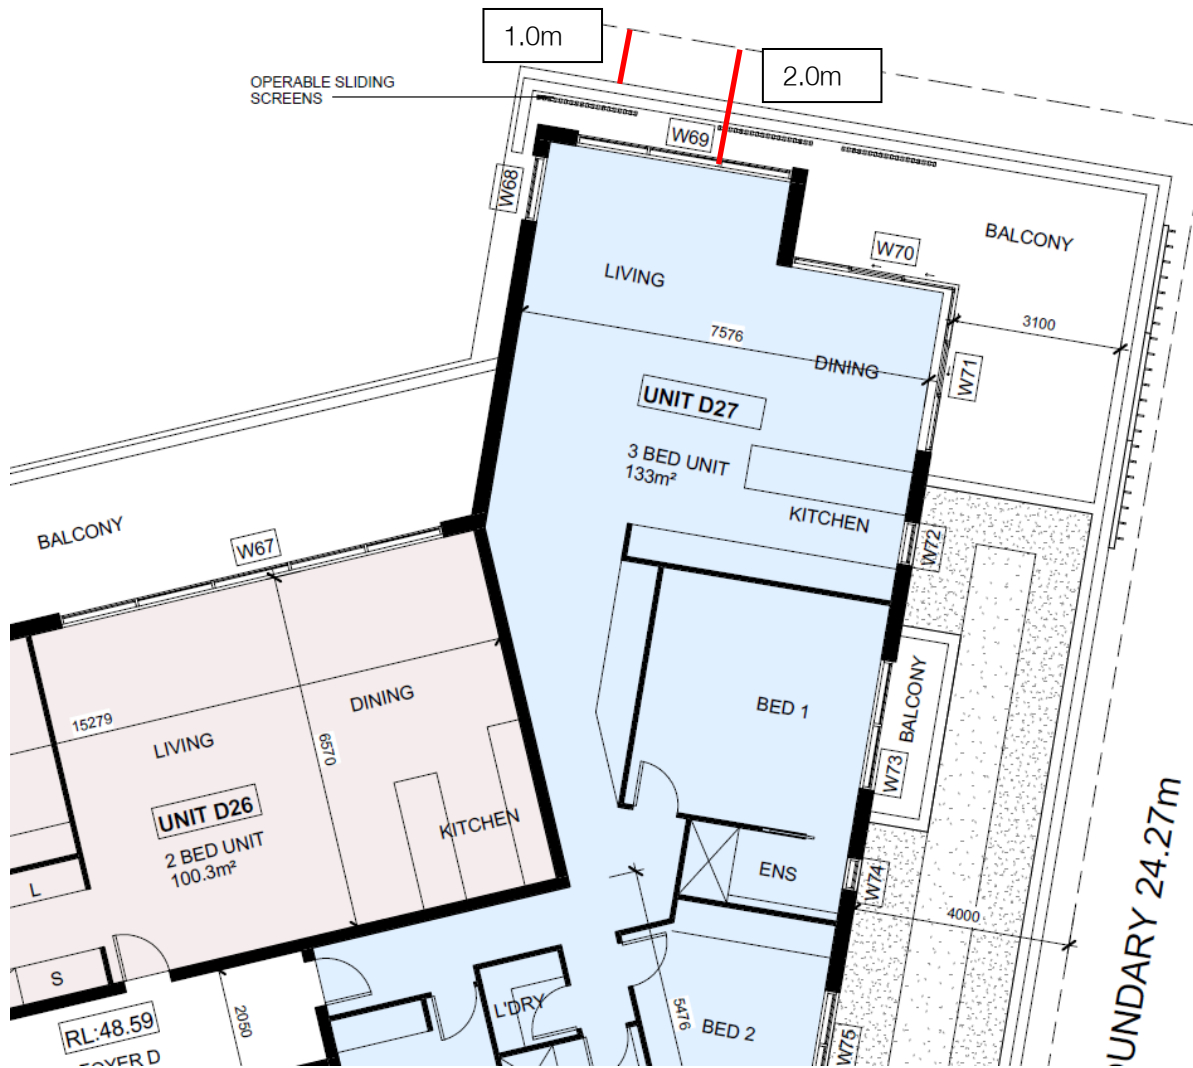 1.0m
2.0m
OPERABLE SLIDING
SCREENS
W69
W68
W70
BALCONY
LIVING
3100
7576
DINING
W71
UNIT D27
3 BED UNIT
133m²
KITCHEN
BALCONY
W67
W72
BED 1
BALCONY
DINING
15279
LIVING
6570
W73
UNIT D26
2 BED UNIT
100.3m²
KITCHEN
L
ENS
W74
4000
S
L'DRY
2050
5476
BED 2
RL:48.59
FOYER D
W75
OUNDARY 24.27m